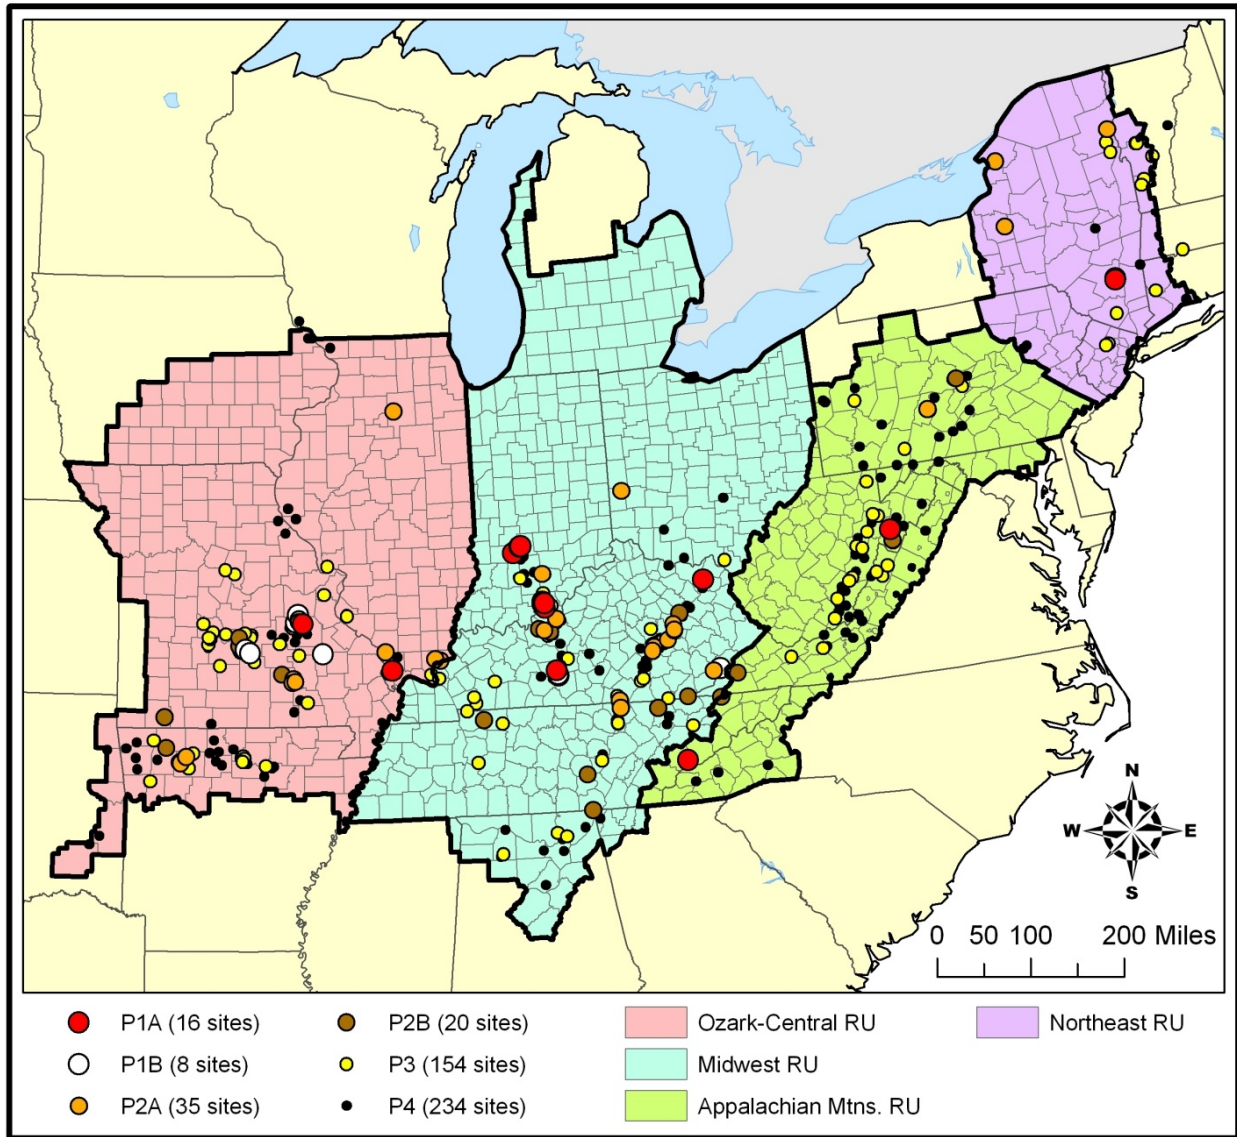 N
W E
S
0 50 100 200 Miles
P1A (16 sites) P2B (20 sites) Ozark-Central RU Northeast RU
P1B (8 sites) P3 (154 sites) Midwest RU
P2A (35 sites) P4 (234 sites) Appalachian Mtns. RU